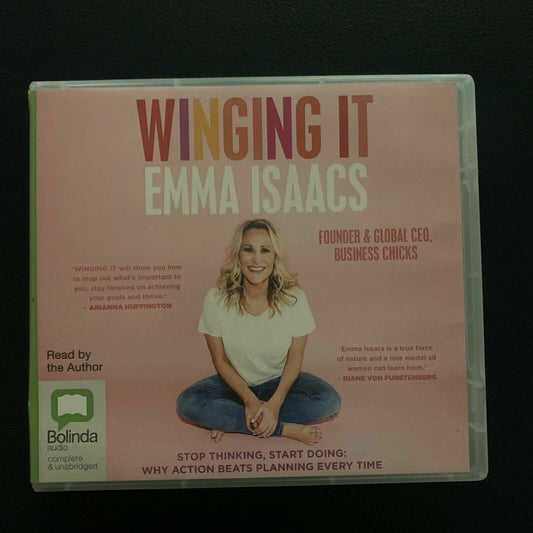 WINGING IT
EMMA ISAACS
FOUNDER & GLOBAL CEO,
BUSINESS CHICKS
'WINGING IT will show you how
to map out what's important to
you, stay focused on achieving
your goals and thrive.'
- ARIANNA HUFFINGTON
'Emma Isaacs is a true force
of nature and a role model all
women can learn from.'
- DIANE VON FURSTENBERG
Read by
the Author
Bolinda
audio
complete
& unabridged
STOP THINKING, START DOING:
WHY ACTION BEATS PLANNING EVERY TIME